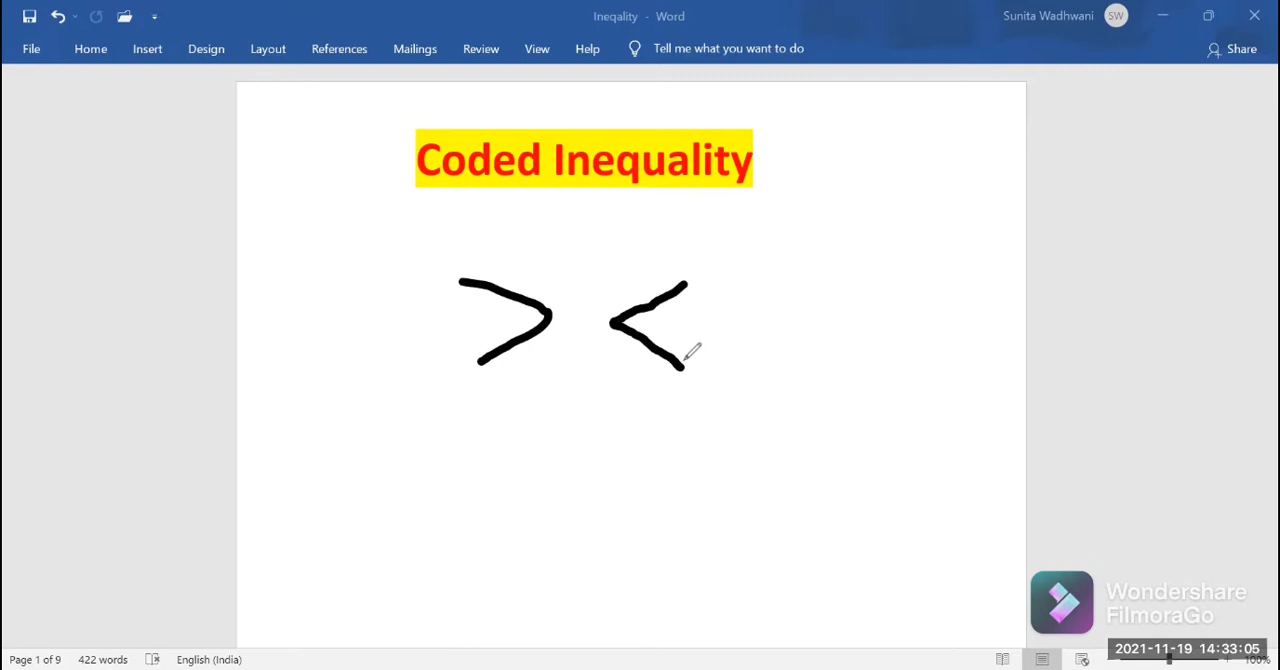 Ineqality - Word
Sunita Wadhwani SW
File Home Insert Design Layout References Mailings Review View Help Tell me what you want to do Share
Coded Inequality
> <
Wondershare
FilmoraGo
2021-11-19 14:33:05
Page 1 of 9 422 words English (India) 100%